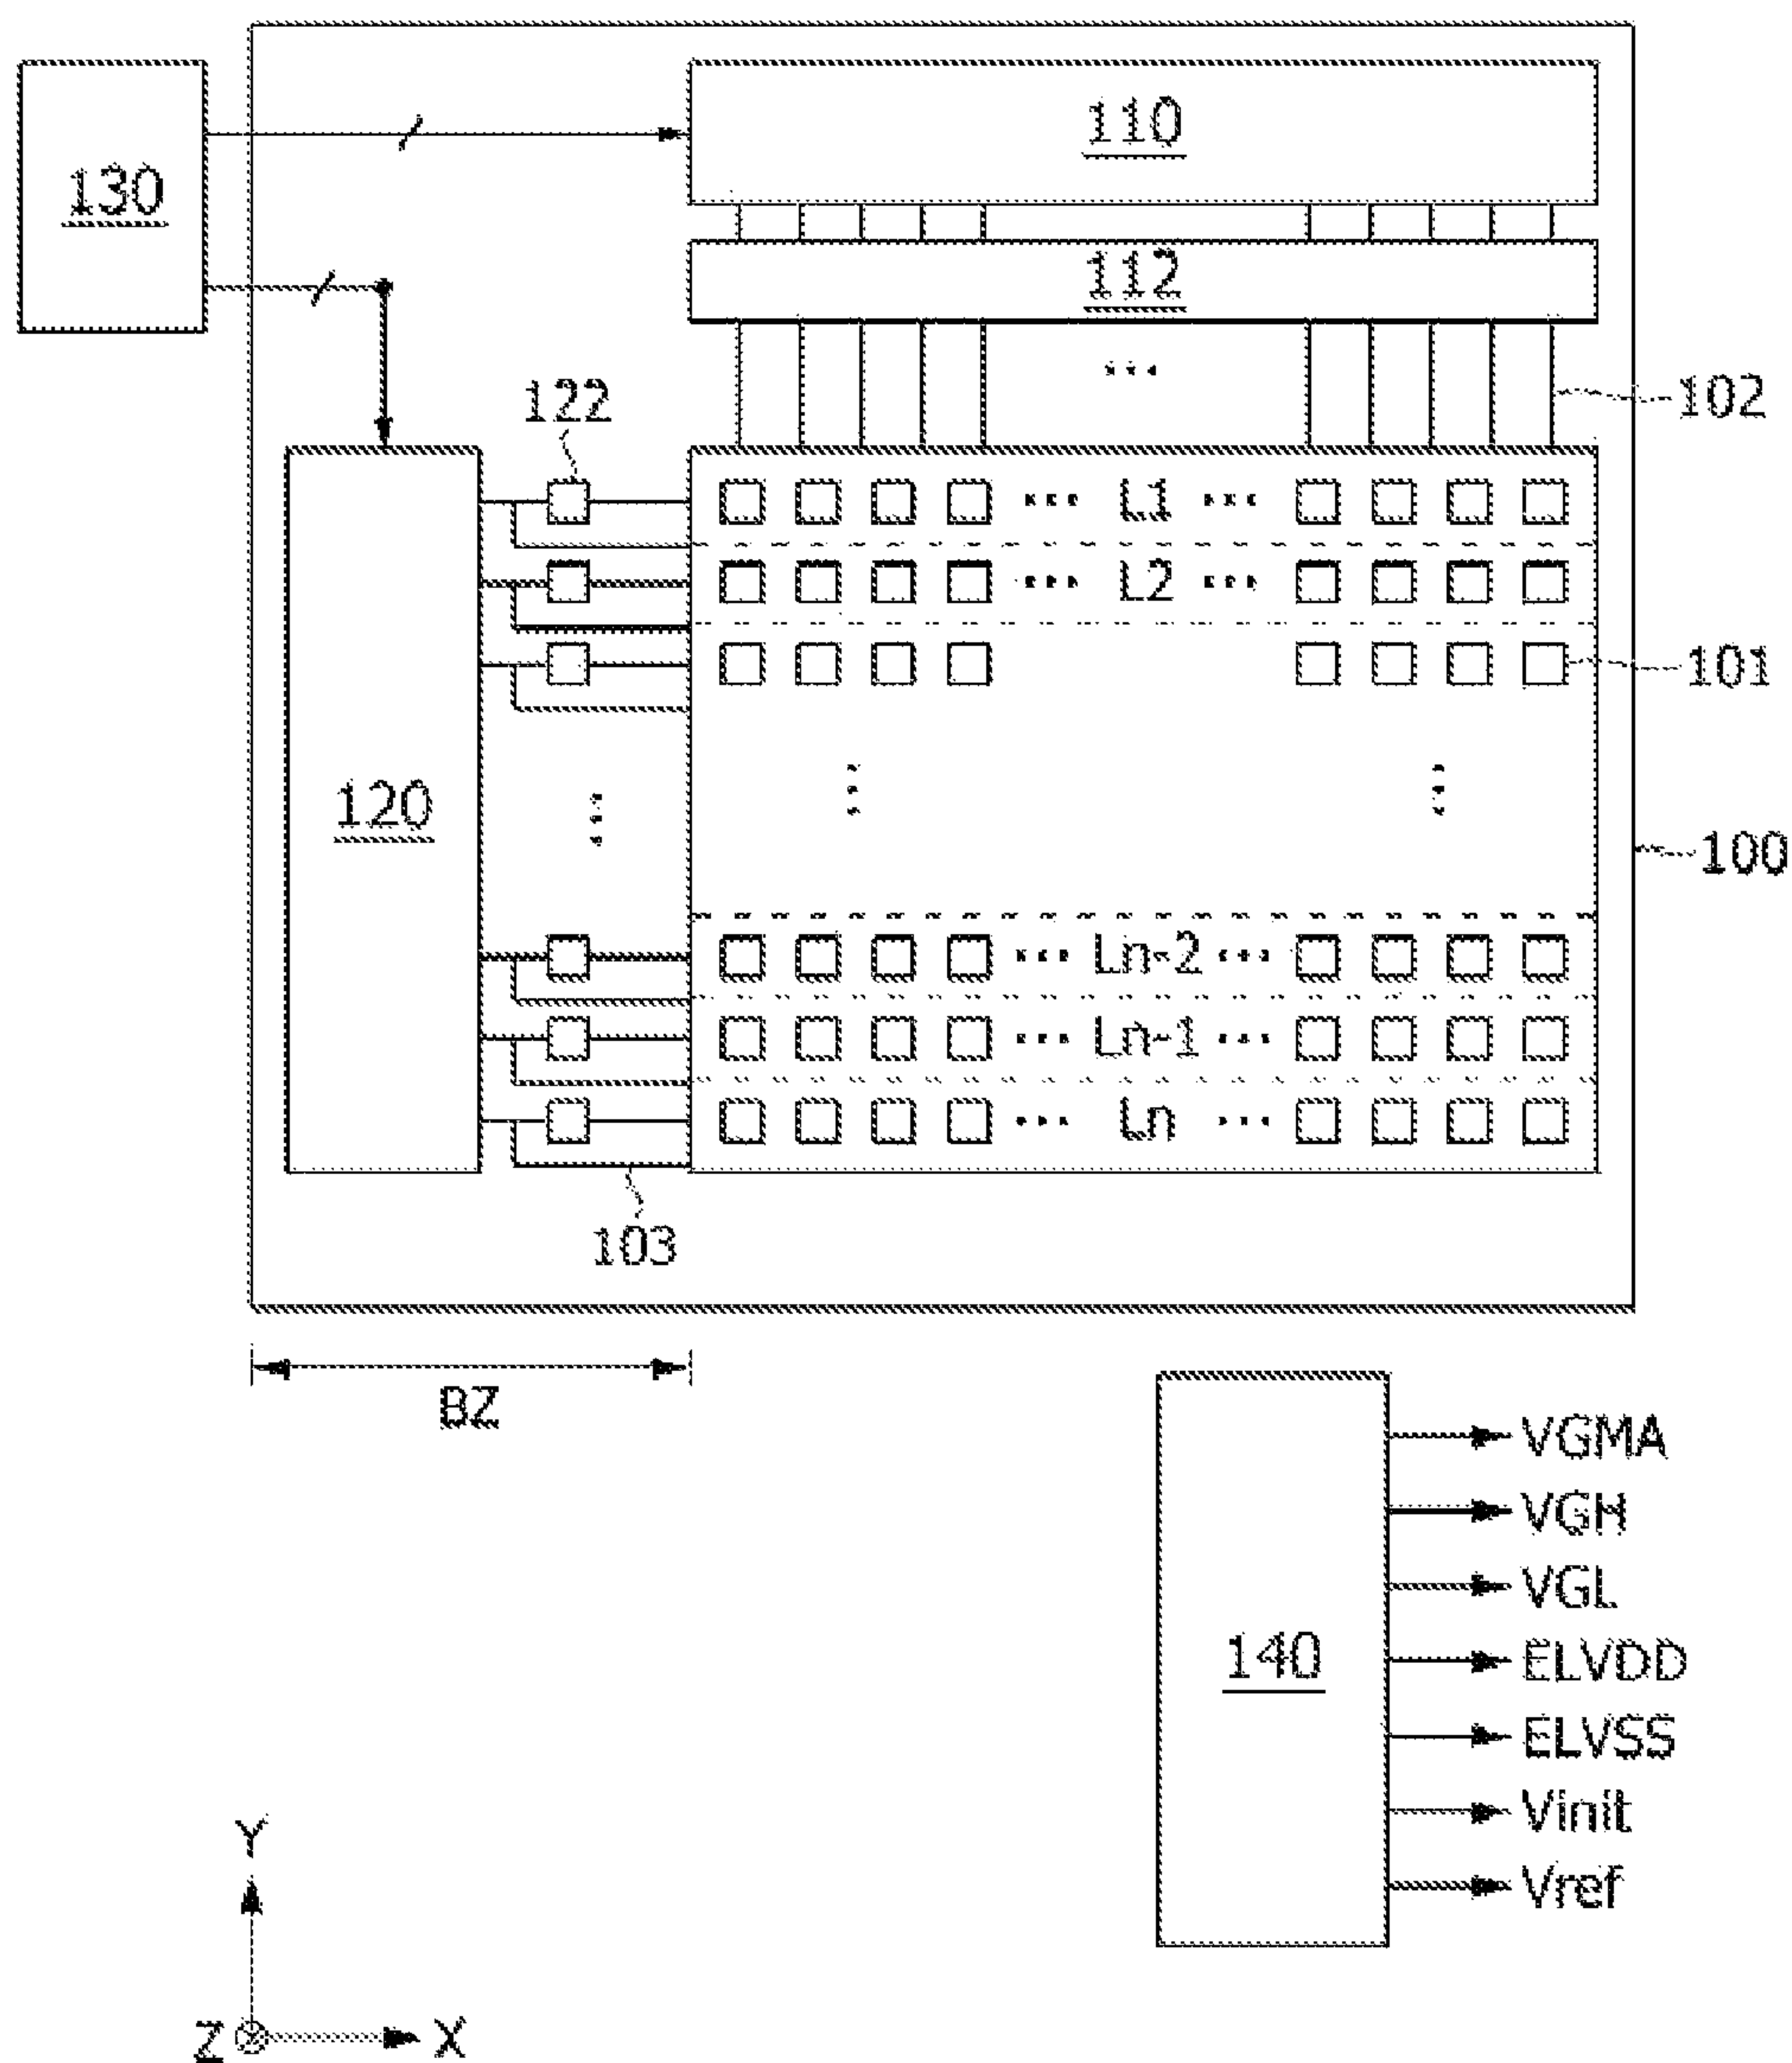 110
130
112
122
102
... L1 ...
... L2 ...
101
120
100
... Ln-2 ...
... Ln-1 ...
... Ln ...
103
BZ
VGMA
VGH
VGL
140
ELVDD
ELVSS
Vinit
Vref
Y
Z
X